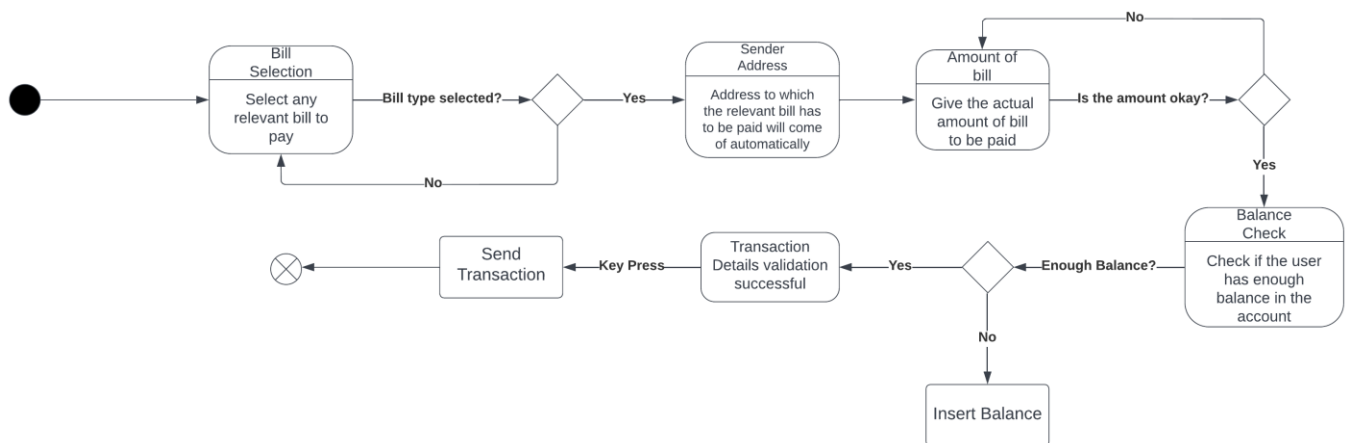 No
Bill
Selection
Select any
relevant bill to
pay
Bill type selected?
Yes
No
Sender
Address
Address to which
the relevant bill has
to be paid will come
of automatically
Amount of
bill
Give the actual
amount of bill
to be paid
Is the amount okay?
Yes
Balance
Check
Check if the user
has enough
balance in the
account
Enough Balance?
Yes
Transaction
Details validation
successful
Key Press
Send
Transaction
No
Insert Balance